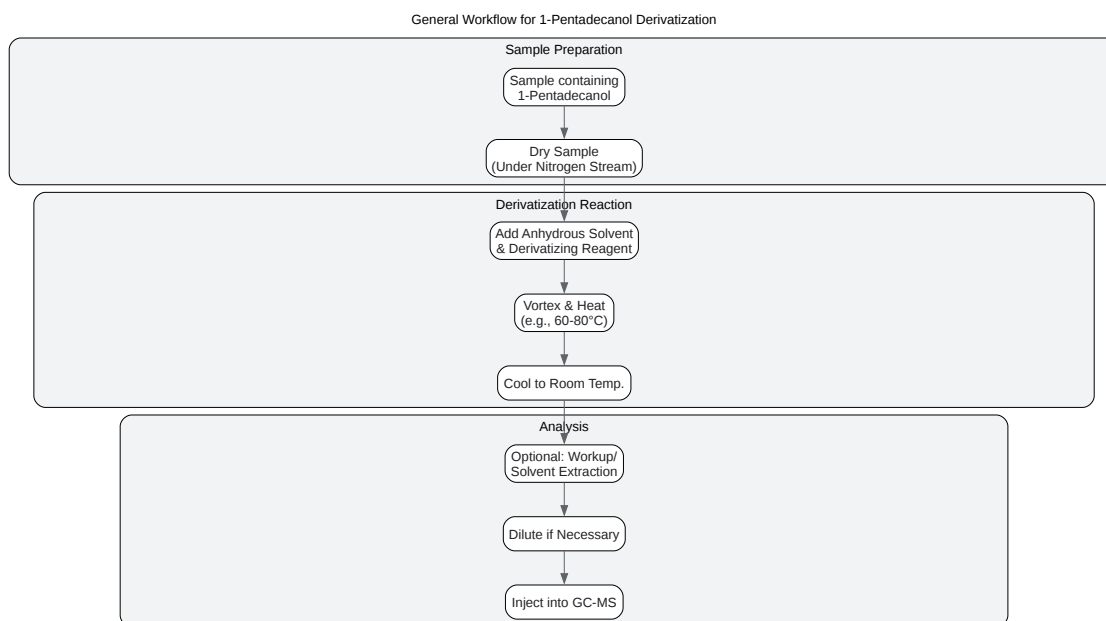 General Workflow for 1-Pentadecanol Derivatization
Sample Preparation
Sample containing
1-Pentadecanol
Dry Sample
(Under Nitrogen Stream)
Derivatization Reaction
Add Anhydrous Solvent
& Derivatizing Reagent
Vortex & Heat
(e.g., 60-80°C)
Cool to Room Temp.
Analysis
Optional: Workup/
Solvent Extraction
Dilute if Necessary
Inject into GC-MS